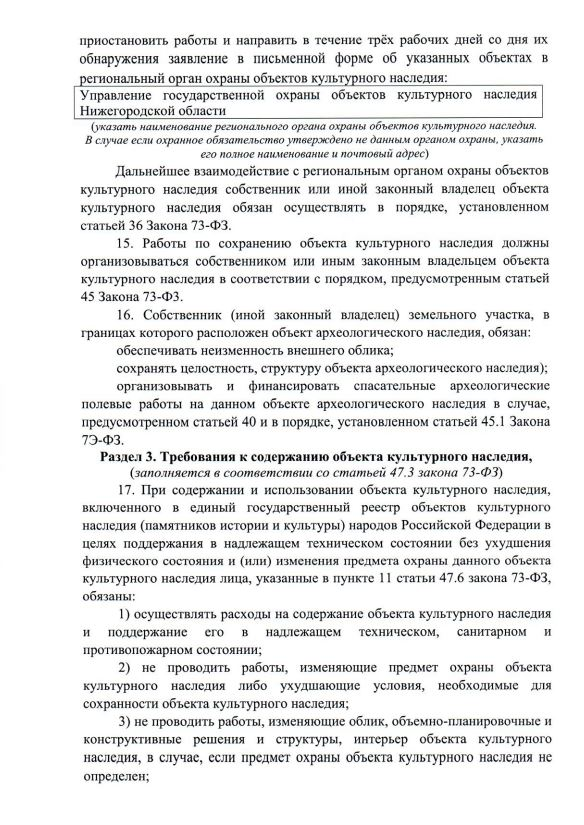 приостановить работы и направить в течение трёх рабочих дней со дня их
обнаружения заявление в письменной форме об указанных объектах в
региональный орган охраны объектов культурного наследия:
Управление государственной охраны объектов культурного наследия
Нижегородской области
(указать наименование регионального органа охраны объектов культурного наследия.
В случае если охранное обязательство утверждено не данным органом охраны, указать
его полное наименование и почтовый адрес)
Дальнейшее взаимодействие с региональным органом охраны объектов
культурного наследия собственник или иной законный владелец объекта
культурного наследия обязан осуществлять в порядке, установленном
статьей 36 Закона 73-ФЗ.
15. Работы по сохранению объекта культурного наследия должны
организовываться собственником или иным законным владельцем объекта
культурного наследия в соответствии с порядком, предусмотренным статьей
45 Закона 73-ФЗ.
16. Собственник (иной законный владелец) земельного участка, в
границах которого расположен объект археологического наследия, обязан:
обеспечивать неизменность внешнего облика;
сохранять целостность, структуру объекта археологического наследия);
организовывать и финансировать спасательные археологические
полевые работы на данном объекте археологического наследия в случае,
предусмотренном статьей 40 и в порядке, установленном статьей 45.1 Закона
7Э-ФЗ.
Раздел 3. Требования к содержанию объекта культурного наследия,
(заполняется в соответствии со статьей 47.3 закона 73-ФЗ)
17. При содержании и использовании объекта культурного наследия,
включенного в единый государственный реестр объектов культурного
наследия (памятников истории и культуры) народов Российской Федерации в
целях поддержания в надлежащем техническом состоянии без ухудшения
физического состояния и (или) изменения предмета охраны данного объекта
культурного наследия лица, указанные в пункте 11 статьи 47.6 закона 73-ФЗ,
обязаны:
1) осуществлять расходы на содержание объекта культурного наследия
и поддержание его в надлежащем техническом, санитарном и
противопожарном состоянии;
2) не проводить работы, изменяющие предмет охраны объекта
культурного наследия либо ухудшающие условия, необходимые для
сохранности объекта культурного наследия;
3) не проводить работы, изменяющие облик, объемно-планировочные и
конструктивные решения и структуры, интерьер объекта культурного
наследия, в случае, если предмет охраны объекта культурного наследия не
определен;